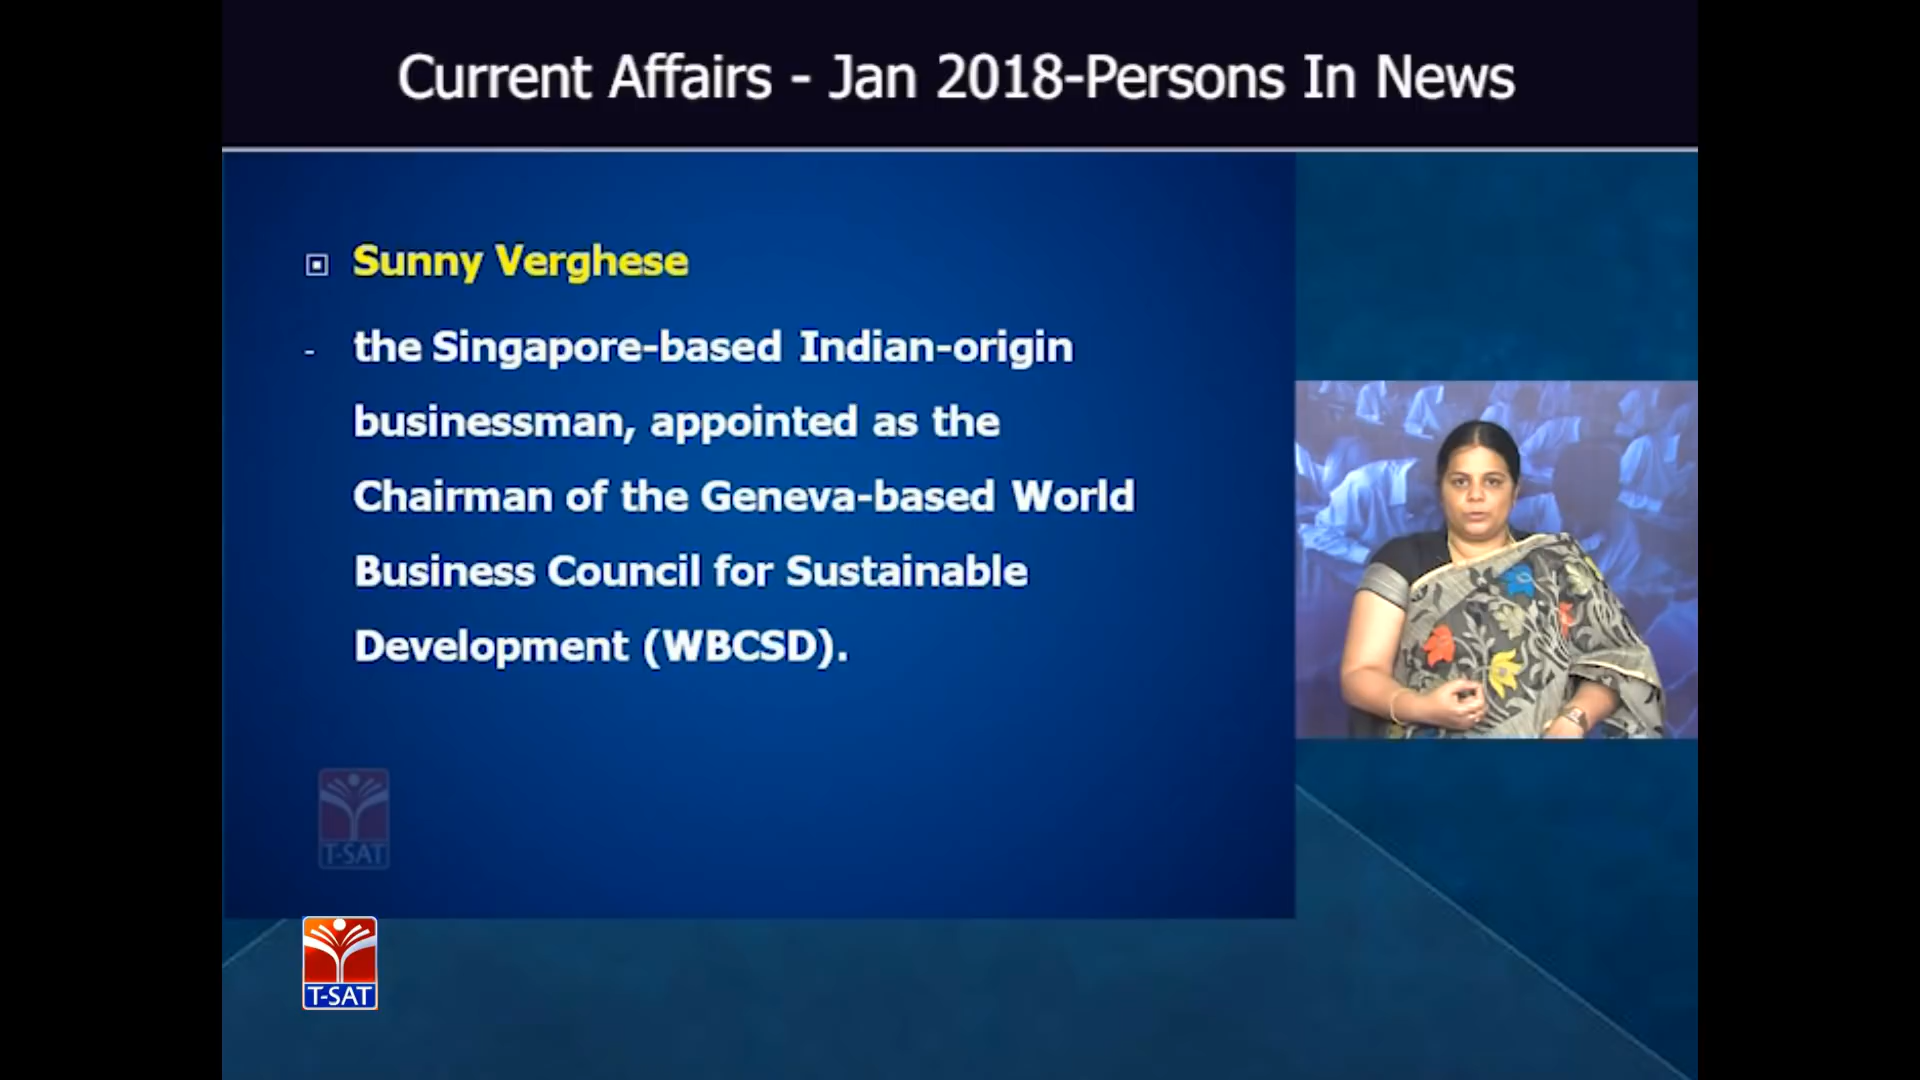 Current Affairs - Jan 2018-Persons In News
Sunny Verghese
- the Singapore-based Indian-origin
businessman, appointed as the
Chairman of the Geneva-based World
Business Council for Sustainable
Development (WBCSD).
T-SAT
T-SAT